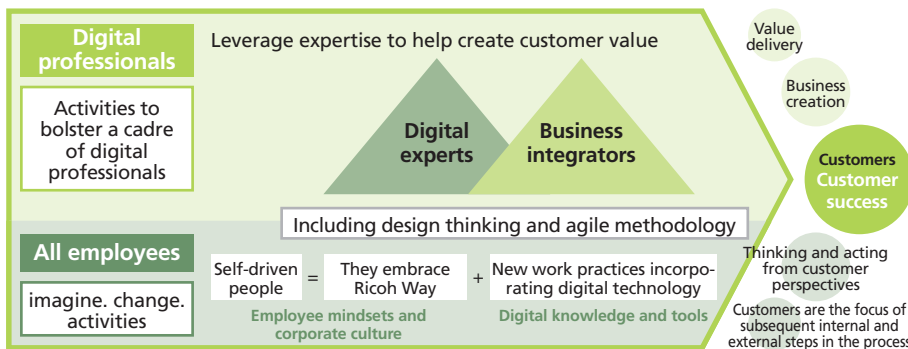 Digital
professionals
Activities to
bolster a cadre
of digital
professionals
Leverage expertise to help create customer value
Digital
experts
Business
integrators
Including design thinking and agile methodology
All employees
imagine. change.
activities
Self-driven
people
=
They embrace
Ricoh Way
+
New work practices incorpo-
rating digital technology
Employee mindsets and
corporate culture
Digital knowledge and tools
Value
delivery
Business
creation
Customers
Customer
success
Thinking and acting
from customer
perspectives
Customers are the focus of
subsequent internal and
external steps in the process